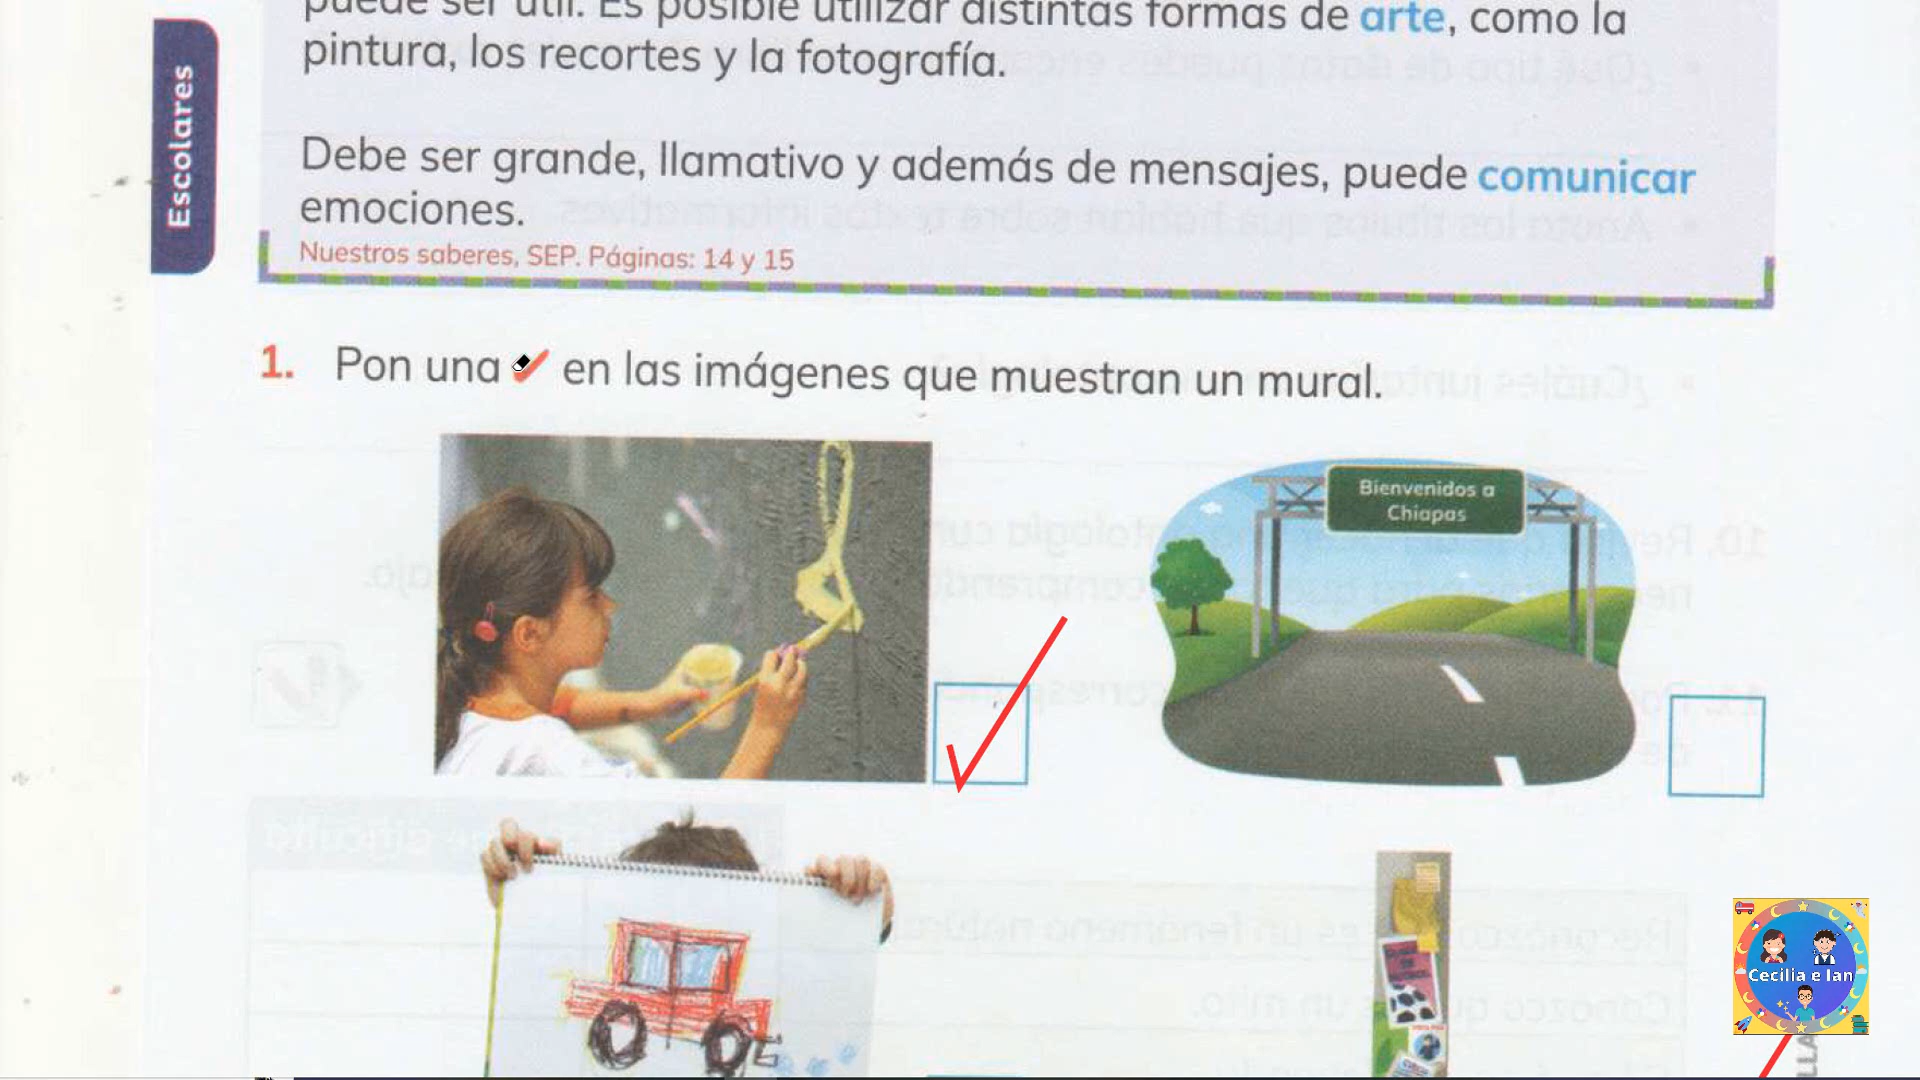 puede ser útil. Es posible utilizar distintas formas de arte, como la
pintura, los recortes y la fotografía.
Debe ser grande, llamativo y además de mensajes, puede comunicar
emociones.
Nuestros saberes, SEP. Páginas: 14 y 15
Escolares
1. Pon una ✓ en las imágenes que muestran un mural.
Bienvenidos a
Chiapas
Cecilia e Ian